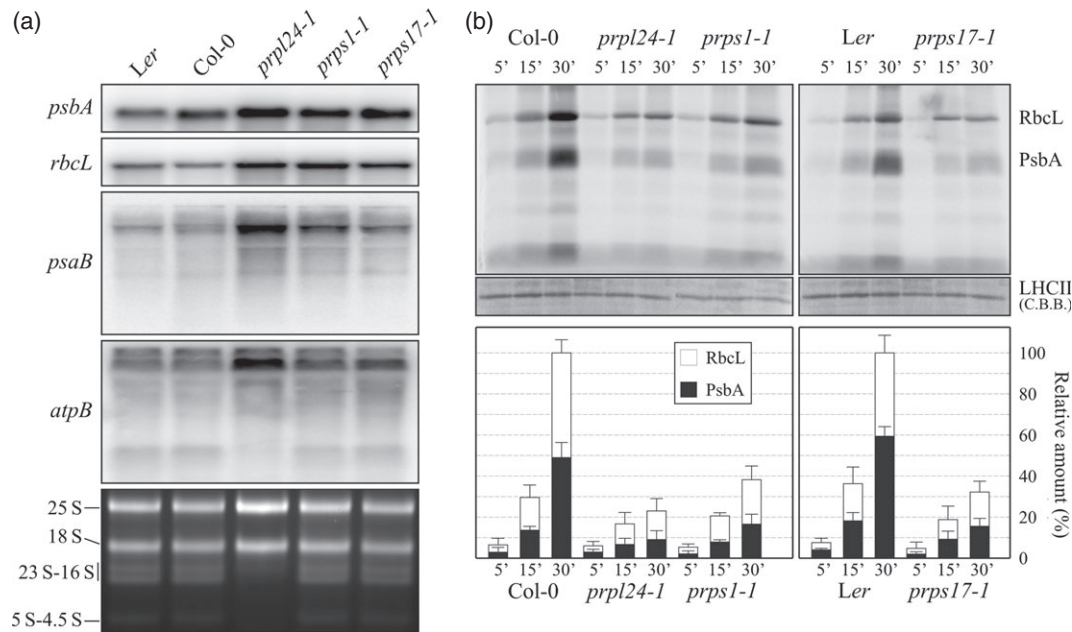 (a)
Ler Col-0 prpl24-1 prps1-1 prps17-1
psbA
rbcL
psaB
atpB
25 S
18 S
23 S-16 S
5 S-4.5 S
(b)
Col-0 prpl24-1 prps1-1 Ler prps17-1
5' 15' 30' 5' 15' 30' 5' 15' 30' 5' 15' 30' 5' 15' 30'
RbcL
PsbA
LHCII
(C.B.B.)
RbcL
PsbA
100
80
60
40
20
0
Relative amount (%)
5' 15' 30' 5' 15' 30' 5' 15' 30' 5' 15' 30' 5' 15' 30'
Col-0 prpl24-1 prps1-1 Ler prps17-1